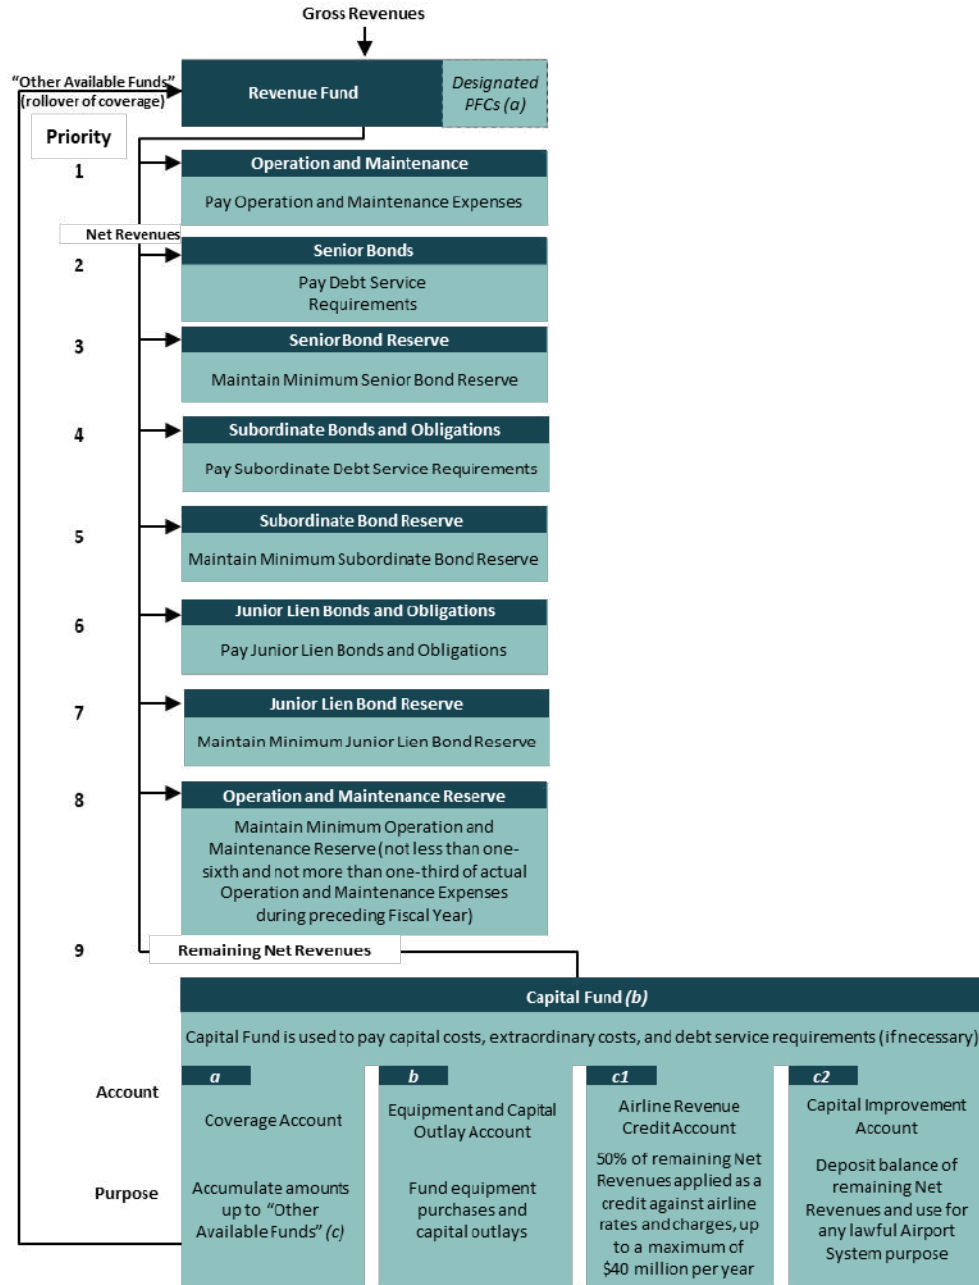 Gross Revenues
"Other Available Funds"
(rollover of coverage)
Revenue Fund
Designated
PFCs (a)
Priority
1
Operation and Maintenance
Pay Operation and Maintenance Expenses
Net Revenues
2
Senior Bonds
Pay Debt Service
Requirements
3
Senior Bond Reserve
Maintain Minimum Senior Bond Reserve
4
Subordinate Bonds and Obligations
Pay Subordinate Debt Service Requirements
5
Subordinate Bond Reserve
Maintain Minimum Subordinate Bond Reserve
6
Junior Lien Bonds and Obligations
Pay Junior Lien Bonds and Obligations
7
Junior Lien Bond Reserve
Maintain Minimum Junior Lien Bond Reserve
8
Operation and Maintenance Reserve
Maintain Minimum Operation and
Maintenance Reserve (not less than one-
sixth and not more than one-third of actual
Operation and Maintenance Expenses
during preceding Fiscal Year)
9
Remaining Net Revenues
Capital Fund (b)
Capital Fund is used to pay capital costs, extraordinary costs, and debt service requirements (if necessary)
Account
a
Coverage Account
b
Equipment and Capital
Outlay Account
c1
Airline Revenue
Credit Account
c2
Capital Improvement
Account
Purpose
Accumulate amounts
up to "Other
Available Funds" (c)
Fund equipment
purchases and
capital outlays
50% of remaining Net
Revenues applied as a
credit against airline
rates and charges, up
to a maximum of
$40 million per year
Deposit balance of
remaining Net
Revenues and use for
any lawful Airport
System purpose